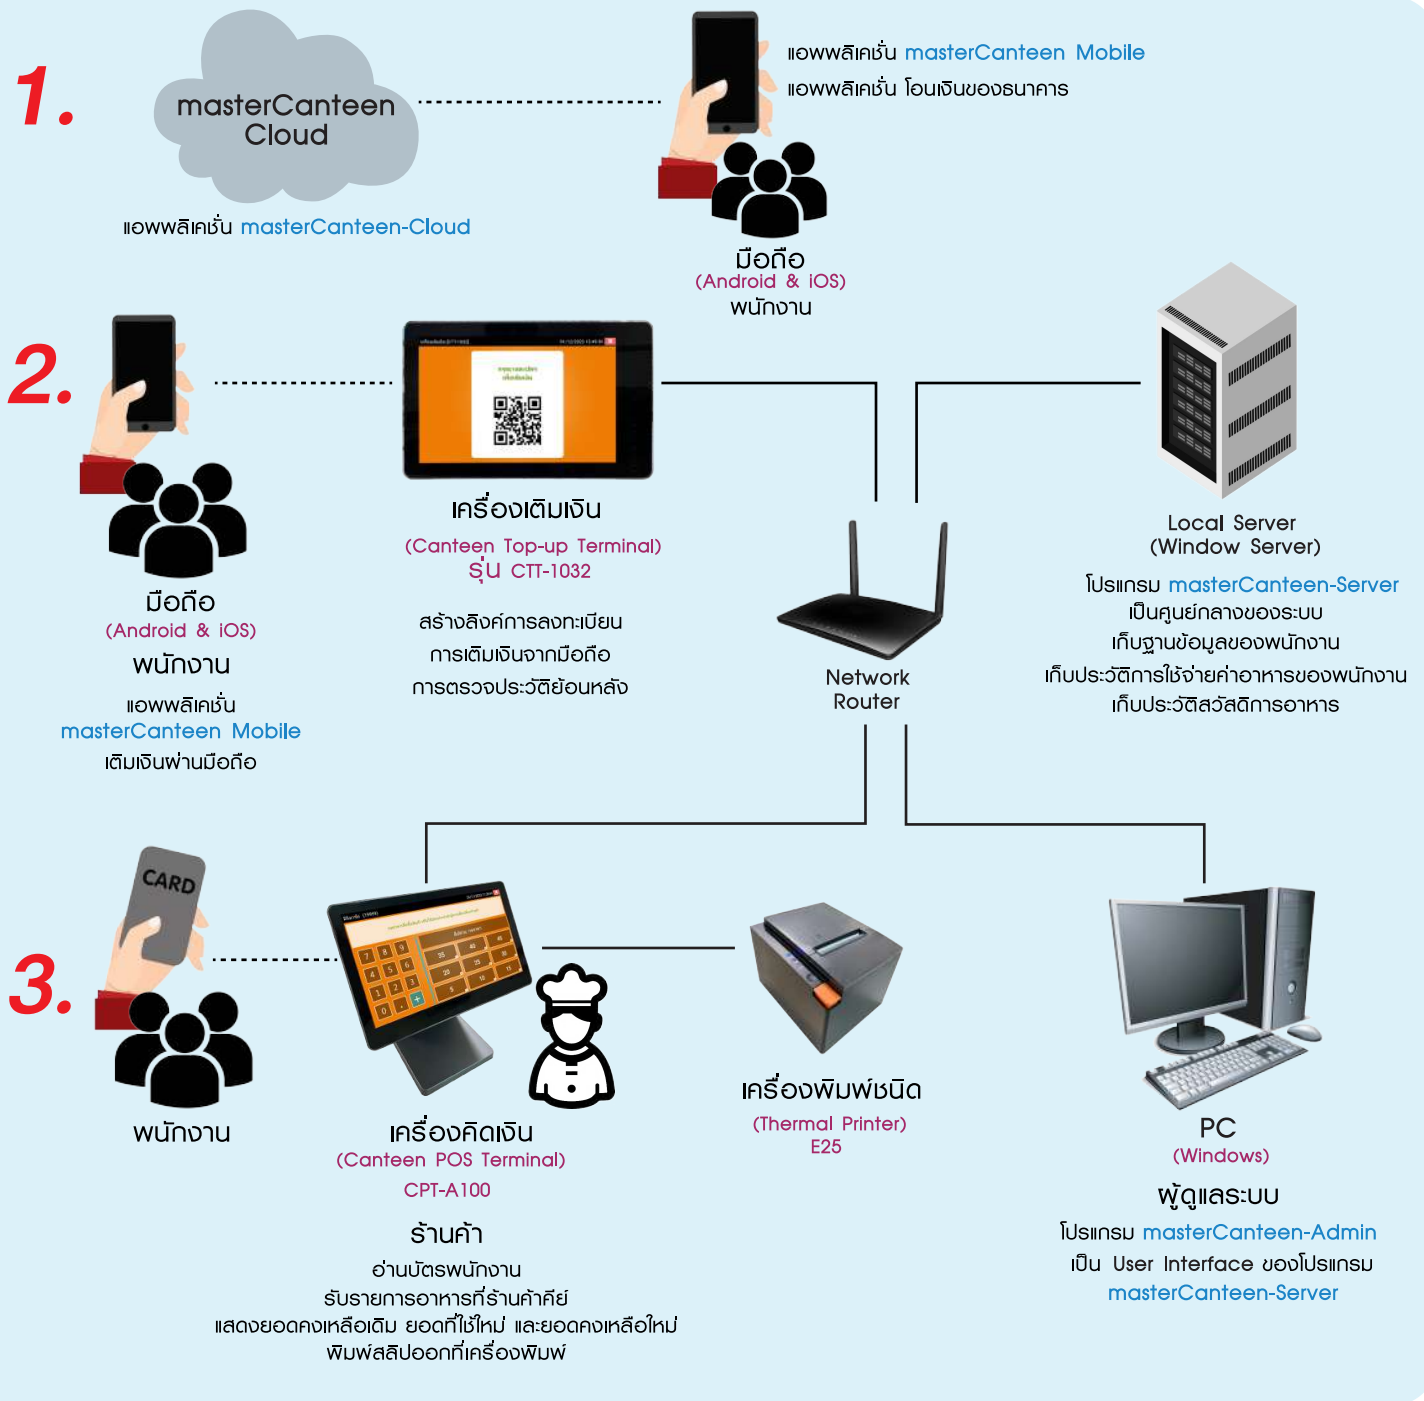 1.
masterCanteen
Cloud
แอพพลิเคชั่น masterCanteen-Cloud
แอพพลิเคชั่น masterCanteen Mobile
แอพพลิเคชั่น โอนเงินของธนาคาร
มือถือ
(Android & iOS)
พนักงาน
2.
มือถือ
(Android & iOS)
พนักงาน
แอพพลิเคชั่น
masterCanteen Mobile
เติมเงินผ่านมือถือ
เครื่องเติมเงิน
(Canteen Top-up Terminal)
รุ่น CTT-1032
สร้างลิงค์การลงทะเบียน
การเติมเงินจากมือถือ
การตรวจประวัติย้อนหลัง
Network
Router
Local Server
(Window Server)
โปรแกรม masterCanteen-Server
เป็นศูนย์กลางของระบบ
เก็บฐานข้อมูลของพนักงาน
เก็บประวัติการใช้จ่ายค่าอาหารของพนักงาน
เก็บประวัติสวัสดิการอาหาร
3.
CARD
พนักงาน
7 8 9
4 5 6
1 2 3
0 . +
เครื่องคิดเงิน
(Canteen POS Terminal)
CPT-A100
ร้านค้า
อ่านบัตรพนักงาน
รับรายการอาหารที่ร้านค้าคีย์
แสดงยอดคงเหลือเดิม ยอดที่ใช้ใหม่ และยอดคงเหลือใหม่
พิมพ์สลิปออกที่เครื่องพิมพ์
เครื่องพิมพ์ชนิด
(Thermal Printer)
E25
PC
(Windows)
ผู้ดูแลระบบ
โปรแกรม masterCanteen-Admin
เป็น User Interface ของโปรแกรม
masterCanteen-Server